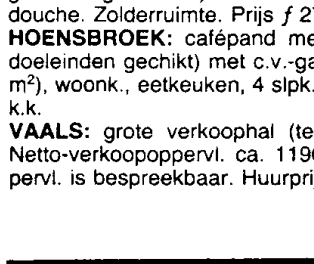 douche. Zolderruimte. Prijs ƒ 2
HOENSBROEK: cafépand me
doeleinden gechikt) met c.v.-ga
m²), woonk., eetkeuken, 4 slpk.
k.k.
VAALS: grote verkoophal (te
Netto-verkoopoppervl. ca. 119
pervl. is bespreekbaar. Huurpri